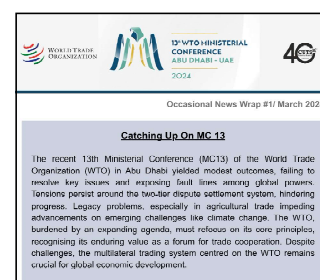 WORLD TRADE
ORGANIZATION
13th WTO MINISTERIAL
CONFERENCE
ABU DHABI - UAE
2024
40
CUTS
Occasional News Wrap #1/ March 202
Catching Up On MC 13
The recent 13th Ministerial Conference (MC13) of the World Trade
Organization (WTO) in Abu Dhabi yielded modest outcomes, failing to
resolve key issues and exposing fault lines among global powers.
Tensions persist around the two-tier dispute settlement system, hindering
progress. Legacy problems, especially in agricultural trade impeding
advancements on emerging challenges like climate change. The WTO,
burdened by an expanding agenda, must refocus on its core principles,
recognising its enduring value as a forum for trade cooperation. Despite
challenges, the multilateral trading system centred on the WTO remains
crucial for global economic development.